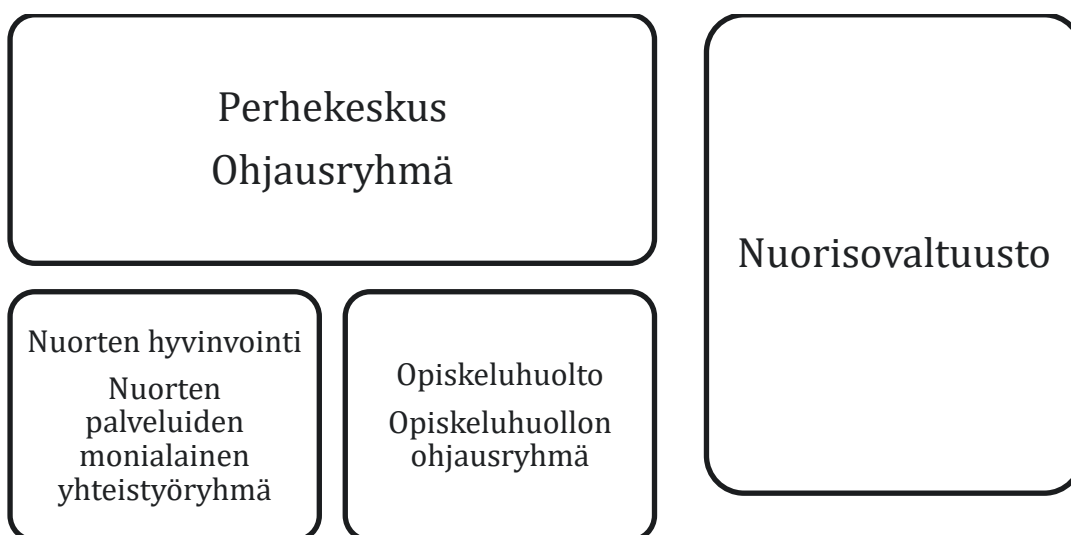 Perhekeskus
Ohjausryhmä
Nuorten hyvinvointi
Nuorten
palveluiden
monialainen
yhteistyöryhmä
Opiskeluhuolto
Opiskeluhuollon
ohjausryhmä
Nuorisovaltuusto